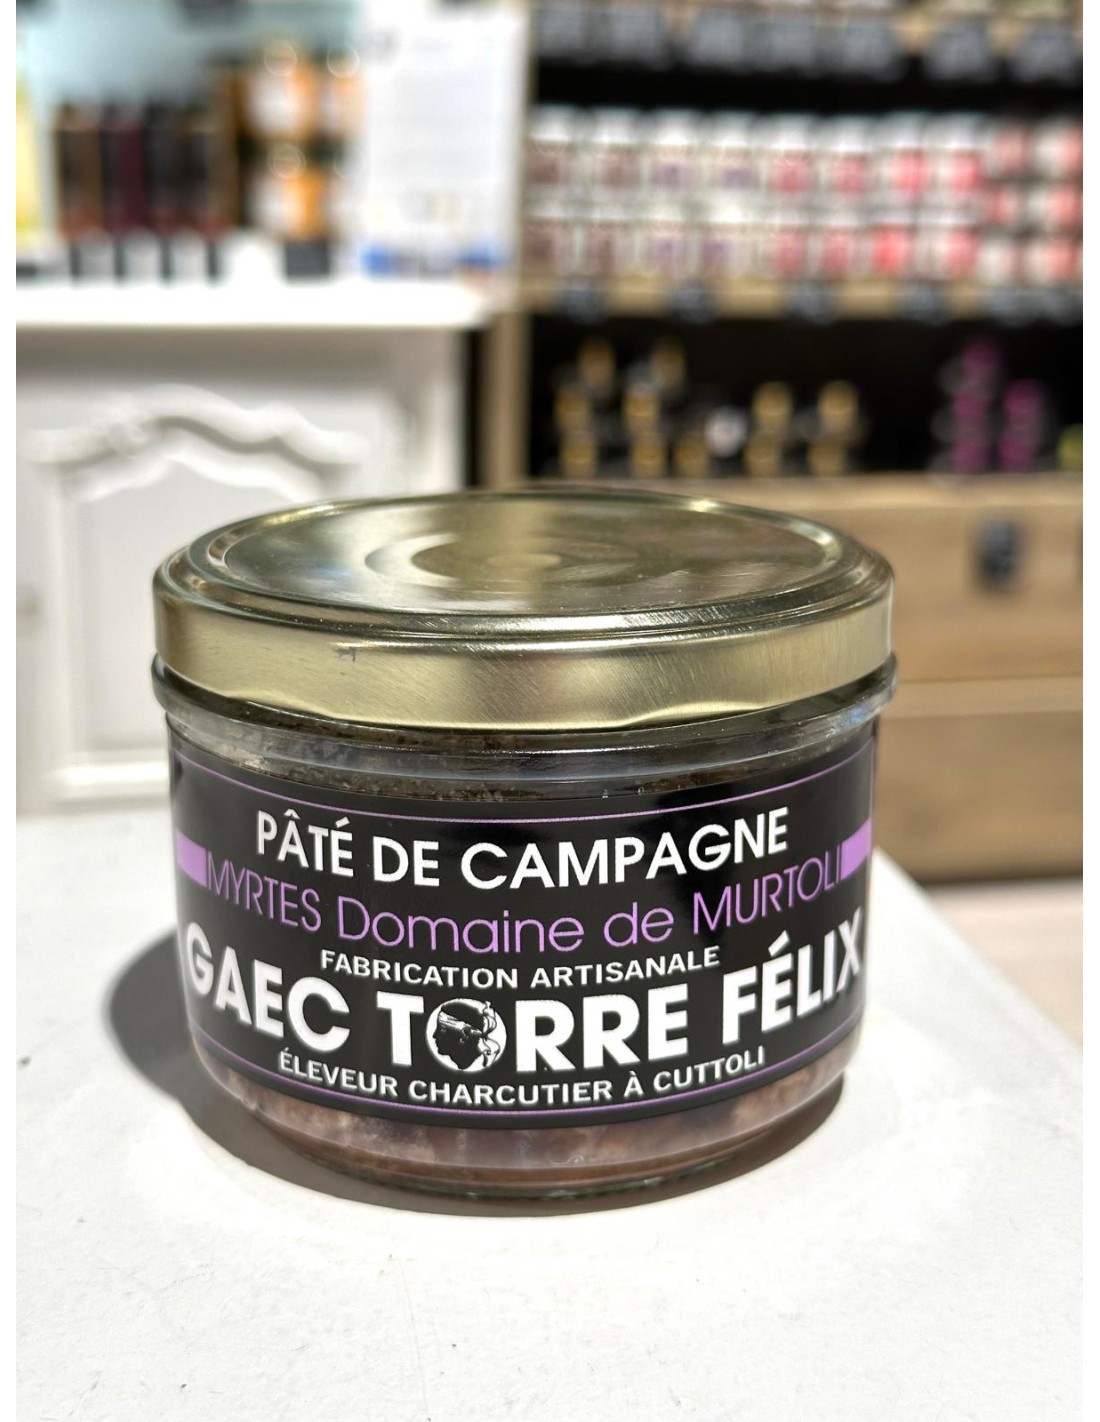 PÂTÉ DE CAMPAGNE
MYRTES Domaine de MURTOLI
FABRICATION ARTISANALE
GAEC TORRE FÉLIX
ÉLEVEUR CHARCUTIER À CUTTOLI